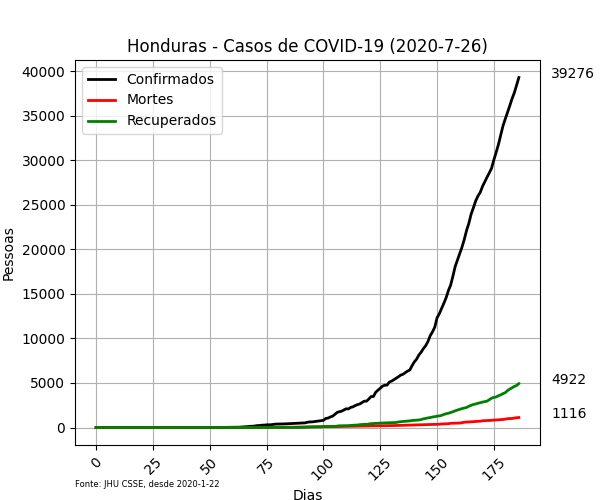 Honduras - Casos de COVID-19 (2020-7-26)
Confirmados
Mortes
Recuperados
39276
4922
1116
40000
35000
30000
25000
20000
15000
10000
5000
0
Pessoas
0
25
50
75
100
125
150
175
Fonte: JHU CSSE, desde 2020-1-22
Dias